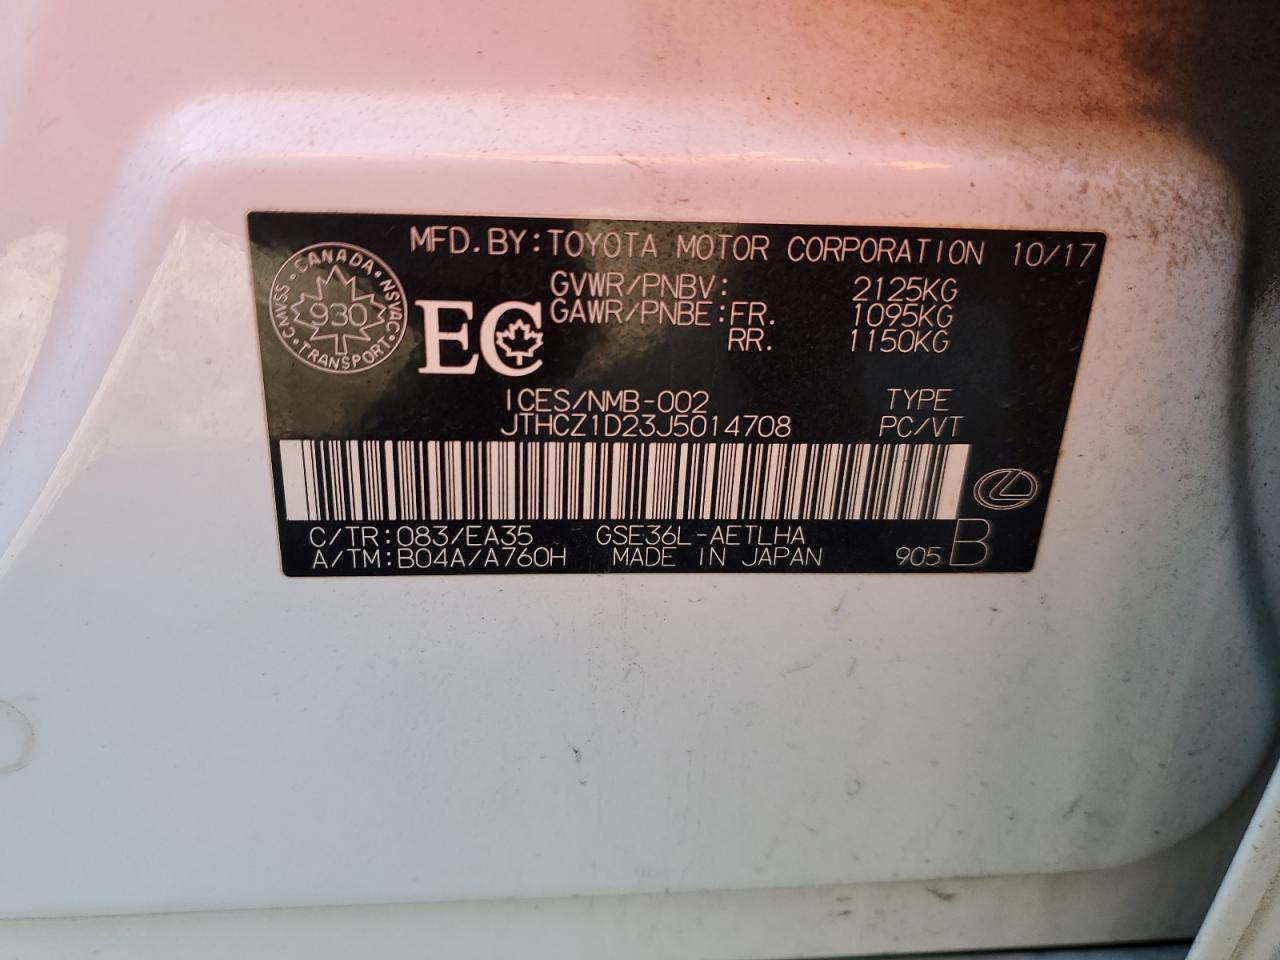 MFD.BY:TOYOTA MOTOR CORPORATION 10/17
GVWR/PNBV: 2125KG
GAWR/PNBE:FR. 1095KG
RR. 1150KG
CANADA
CMVSS 930 NSVAC
TRANSPORT
EC
ICES/NMB-002 TYPE
JTHCZ1D23J5014708 PC/VT
C/TR:083/EA35 GSE36L-AETLHA
A/TM:B04A/A760H MADE IN JAPAN 905 B